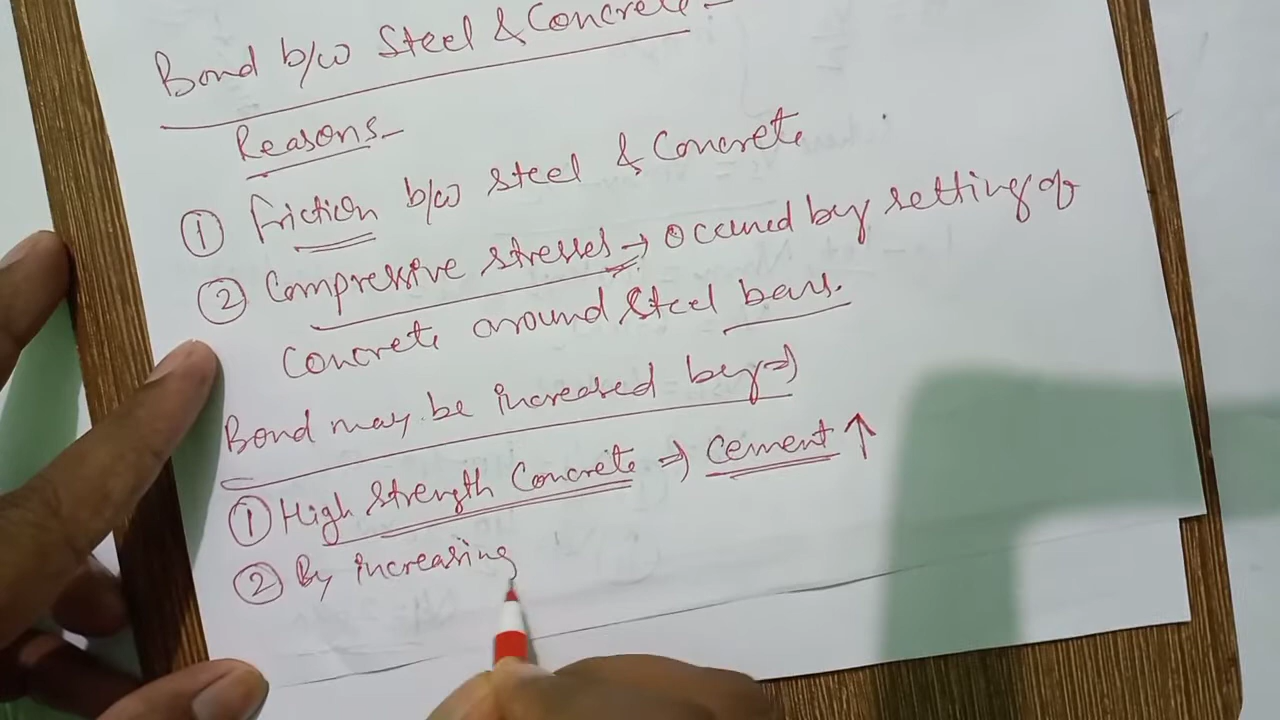 Bond b/w Steel & Concrete -
Reasons -
① Friction b/w steel & Concrete
② Compressive stresses → Occured by setting of
Concrete around Steel bars.
Bond may be increased by ⇒
① High Strength Concrete ⇒ Cement ↑
② By increasing